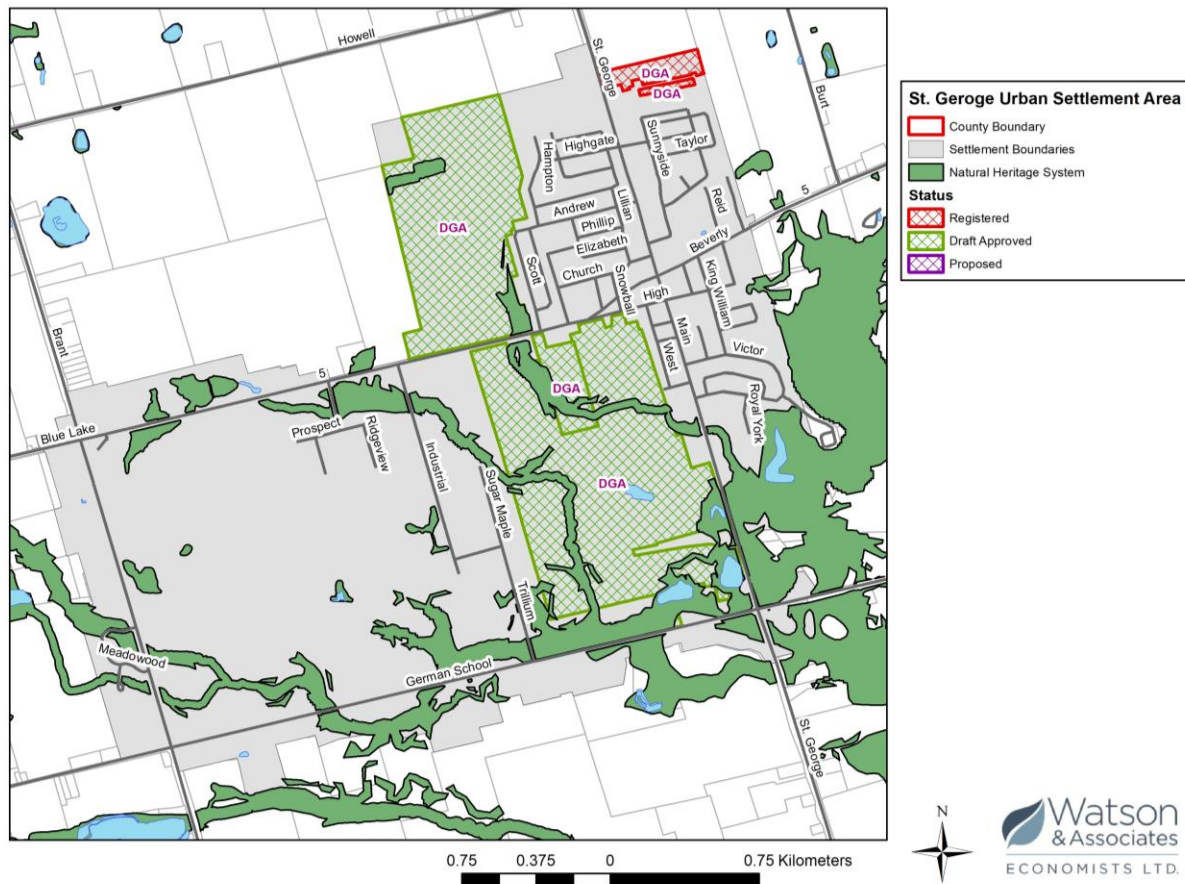 Howell
St. George
DGA
DGA
Burt
Highgate
Hampton
Sunnyside
Taylor
5
Andrew
Lillian
Reid
Phillip
DGA
Elizabeth
Beverly
Scott
Church
Snowball
King William
High
Main
Brant
West
Victor
5
DGA
Royal York
Blue Lake
Prospect
Ridgeview
Industrial
Sugar Maple
DGA
Trillium
Meadowood
German School
St. George
St. Geroge Urban Settlement Area
County Boundary
Settlement Boundaries
Natural Heritage System
Status
Registered
Draft Approved
Proposed
0.75 0.375 0 0.75 Kilometers
N
Watson
& Associates
ECONOMISTS LTD.